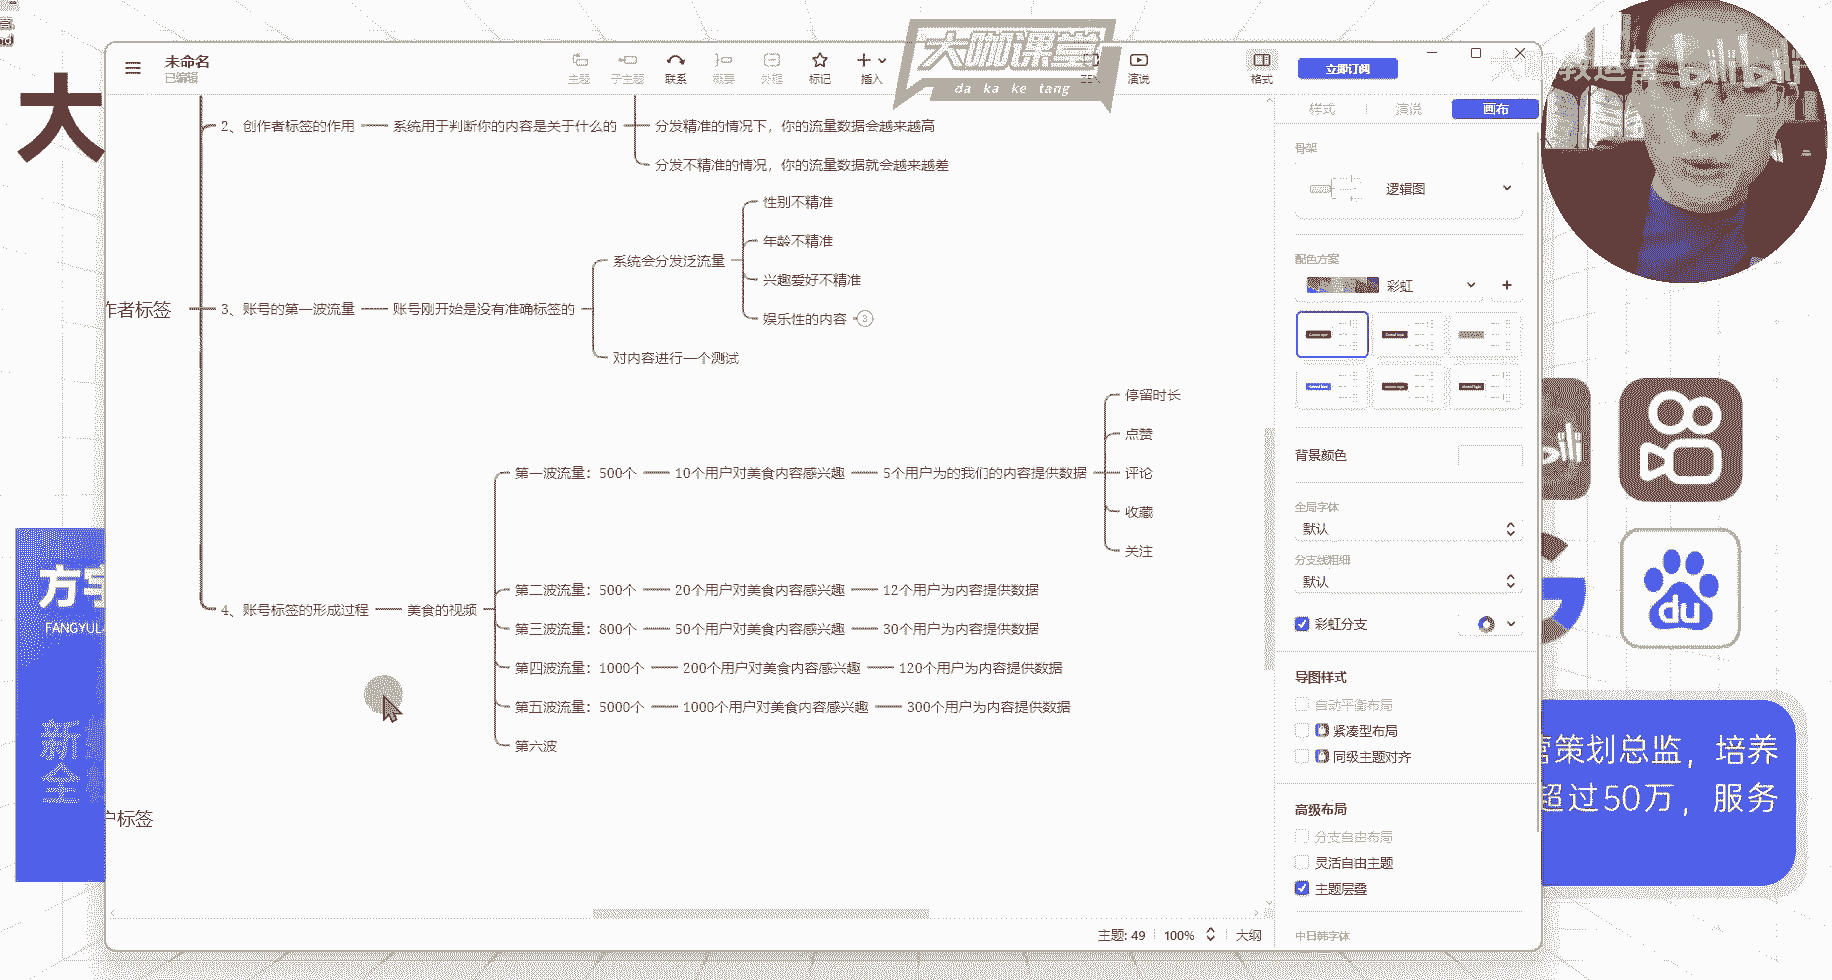 大咖课堂
da ka ke tang
未命名
已编辑
主题
子主题
联系
概要
外框
标记
插入
ZEN
演说
格式
立即订阅
大咖教运营
bilibili
大
2、创作者标签的作用
系统用于判断你的内容是关于什么的
分发精准的情况下，你的流量数据会越来越高
分发不精准的情况，你的流量数据就会越来越差
作者标签
3、账号的第一波流量
账号刚开始是没有准确标签的
系统会分发泛流量
性别不精准
年龄不精准
兴趣爱好不精准
娱乐性的内容
3
对内容进行一个测试
4、账号标签的形成过程
美食的视频
第一波流量：500个
10个用户对美食内容感兴趣
5个用户为的我们的内容提供数据
停留时长
点赞
评论
收藏
关注
第二波流量：500个
20个用户对美食内容感兴趣
12个用户为内容提供数据
第三波流量：800个
50个用户对美食内容感兴趣
30个用户为内容提供数据
第四波流量：1000个
200个用户对美食内容感兴趣
120个用户为内容提供数据
第五波流量：5000个
1000个用户对美食内容感兴趣
300个用户为内容提供数据
第六波
户标签
样式
演说
画布
骨架
逻辑图
配色方案
彩虹
背景颜色
全局字体
默认
分支线粗细
默认
彩虹分支
导图样式
自动平衡布局
紧凑型布局
同级主题对齐
高级布局
分支自由布局
灵活自由主题
主题层叠
中日韩字体
主题: 49
100%
大纲
方宇
FANGYU
新
全
du
营策划总监，培养
超过50万，服务